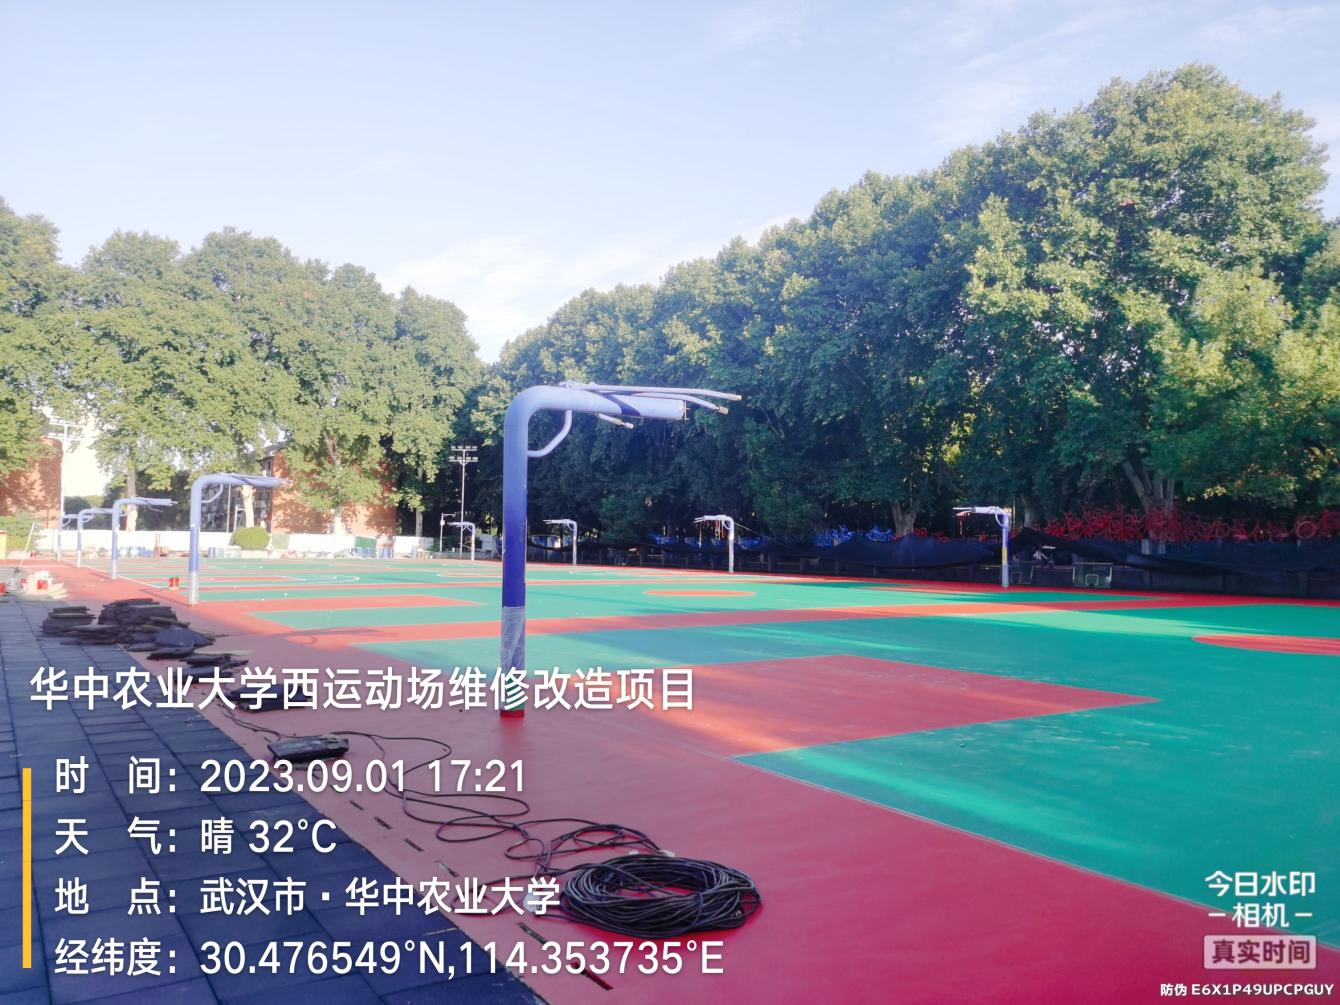 华中农业大学西运动场维修改造项目
时 间：2023.09.01 17:21
天 气：晴 32°C
地 点：武汉市·华中农业大学
经纬度：30.476549°N,114.353735°E
今日水印
-相机-
真实时间
防伪 E6X1P49UPCPGUY